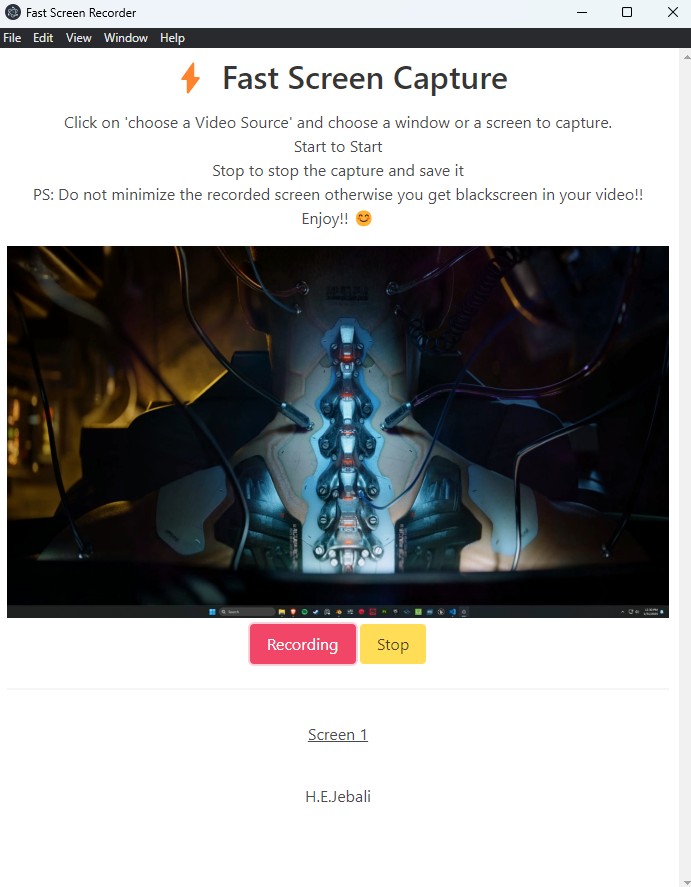 Fast Screen Recorder
File Edit View Window Help
Fast Screen Capture
Click on 'choose a Video Source' and choose a window or a screen to capture.
Start to Start
Stop to stop the capture and save it
PS: Do not minimize the recorded screen otherwise you get blackscreen in your video!!
Enjoy!! 😊
Search
Recording Stop
Screen 1
H.E.Jebali